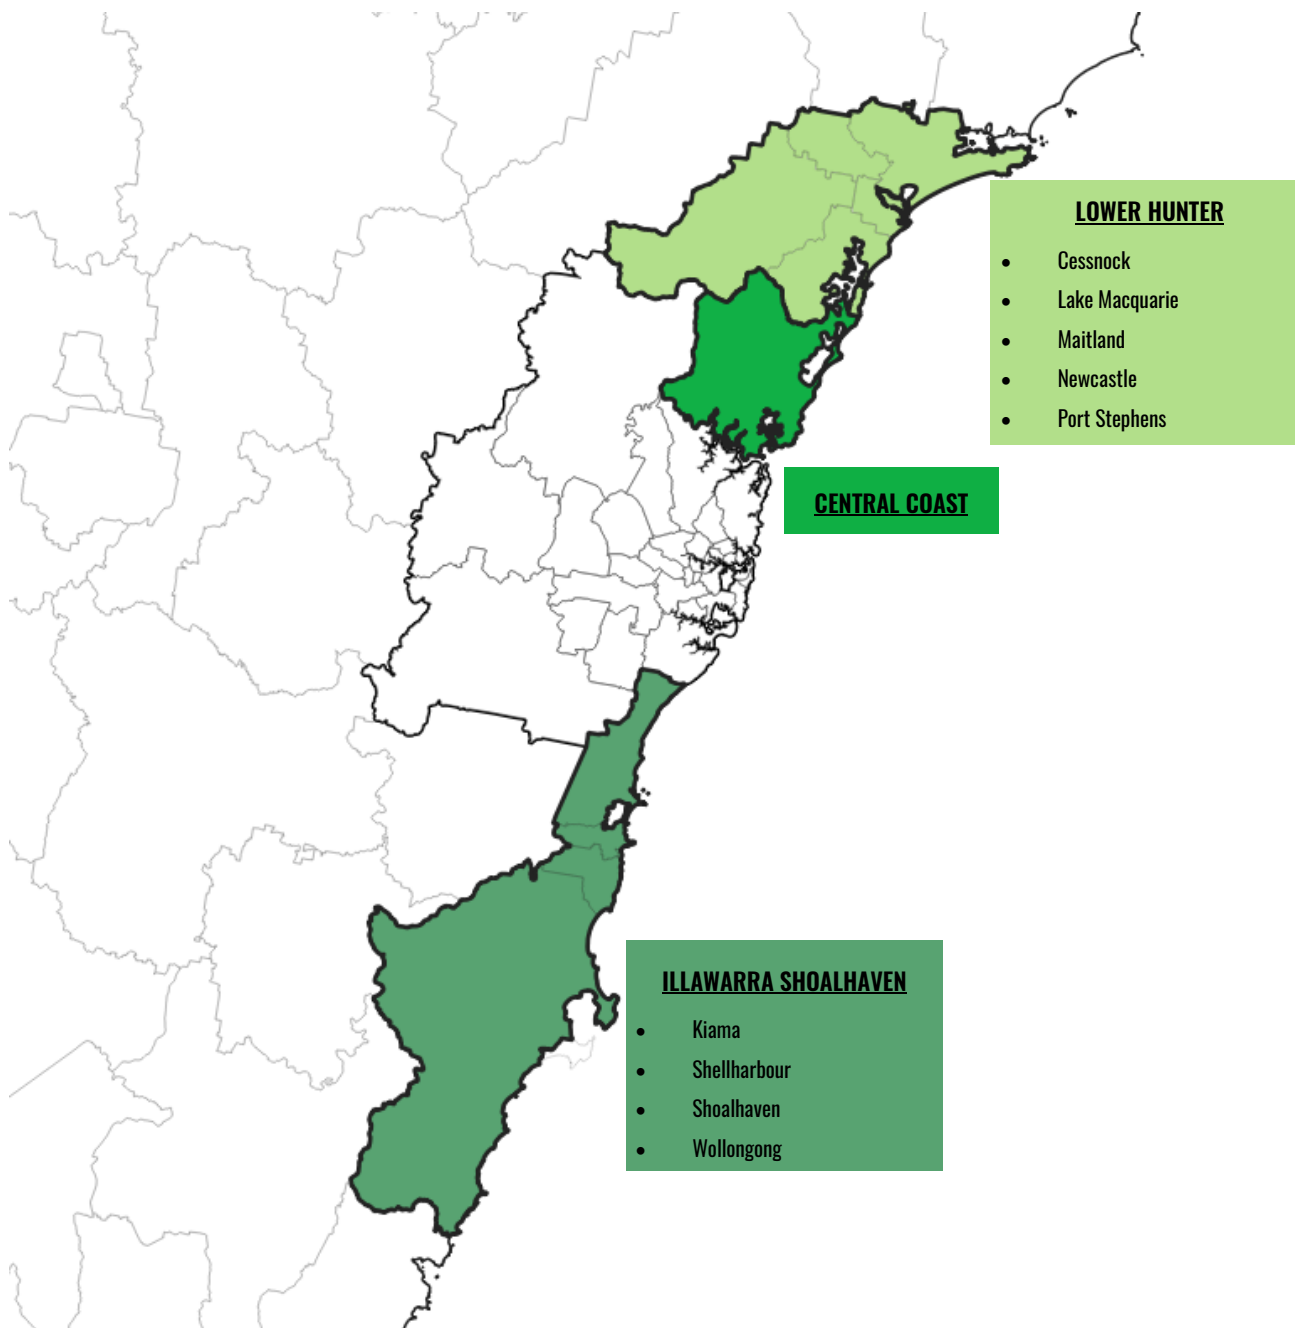 LOWER HUNTER
• Cessnock
• Lake Macquarie
• Maitland
• Newcastle
• Port Stephens
CENTRAL COAST
ILLAWARRA SHOALHAVEN
• Kiama
• Shellharbour
• Shoalhaven
• Wollongong